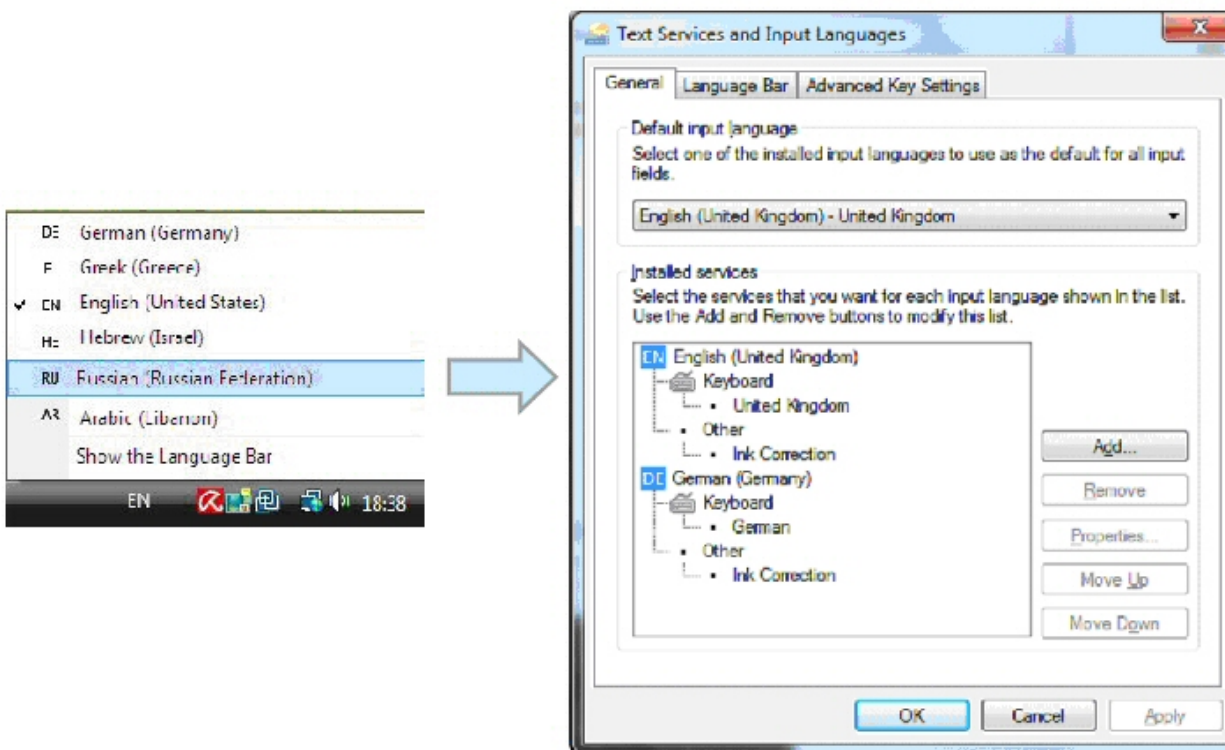 DE German (Germany)
Greek (Greece)
EN English (United States)
HE Hebrew (Israel)
RU Russian (Russian Federation)
AR Arabic (Libanon)
Show the Language Bar
EN 18:38
Text Services and Input Languages
General Language Bar Advanced Key Settings
Default input language
Select one of the installed input languages to use as the default for all input
fields.
English (United Kingdom) - United Kingdom
Installed services
Select the services that you want for each input language shown in the list.
Use the Add and Remove buttons to modify this list.
EN English (United Kingdom)
Keyboard
United Kingdom
Other
Ink Correction
DE German (Germany)
Keyboard
German
Other
Ink Correction
Add...
Remove
Properties...
Move Up
Move Down
OK Cancel Apply